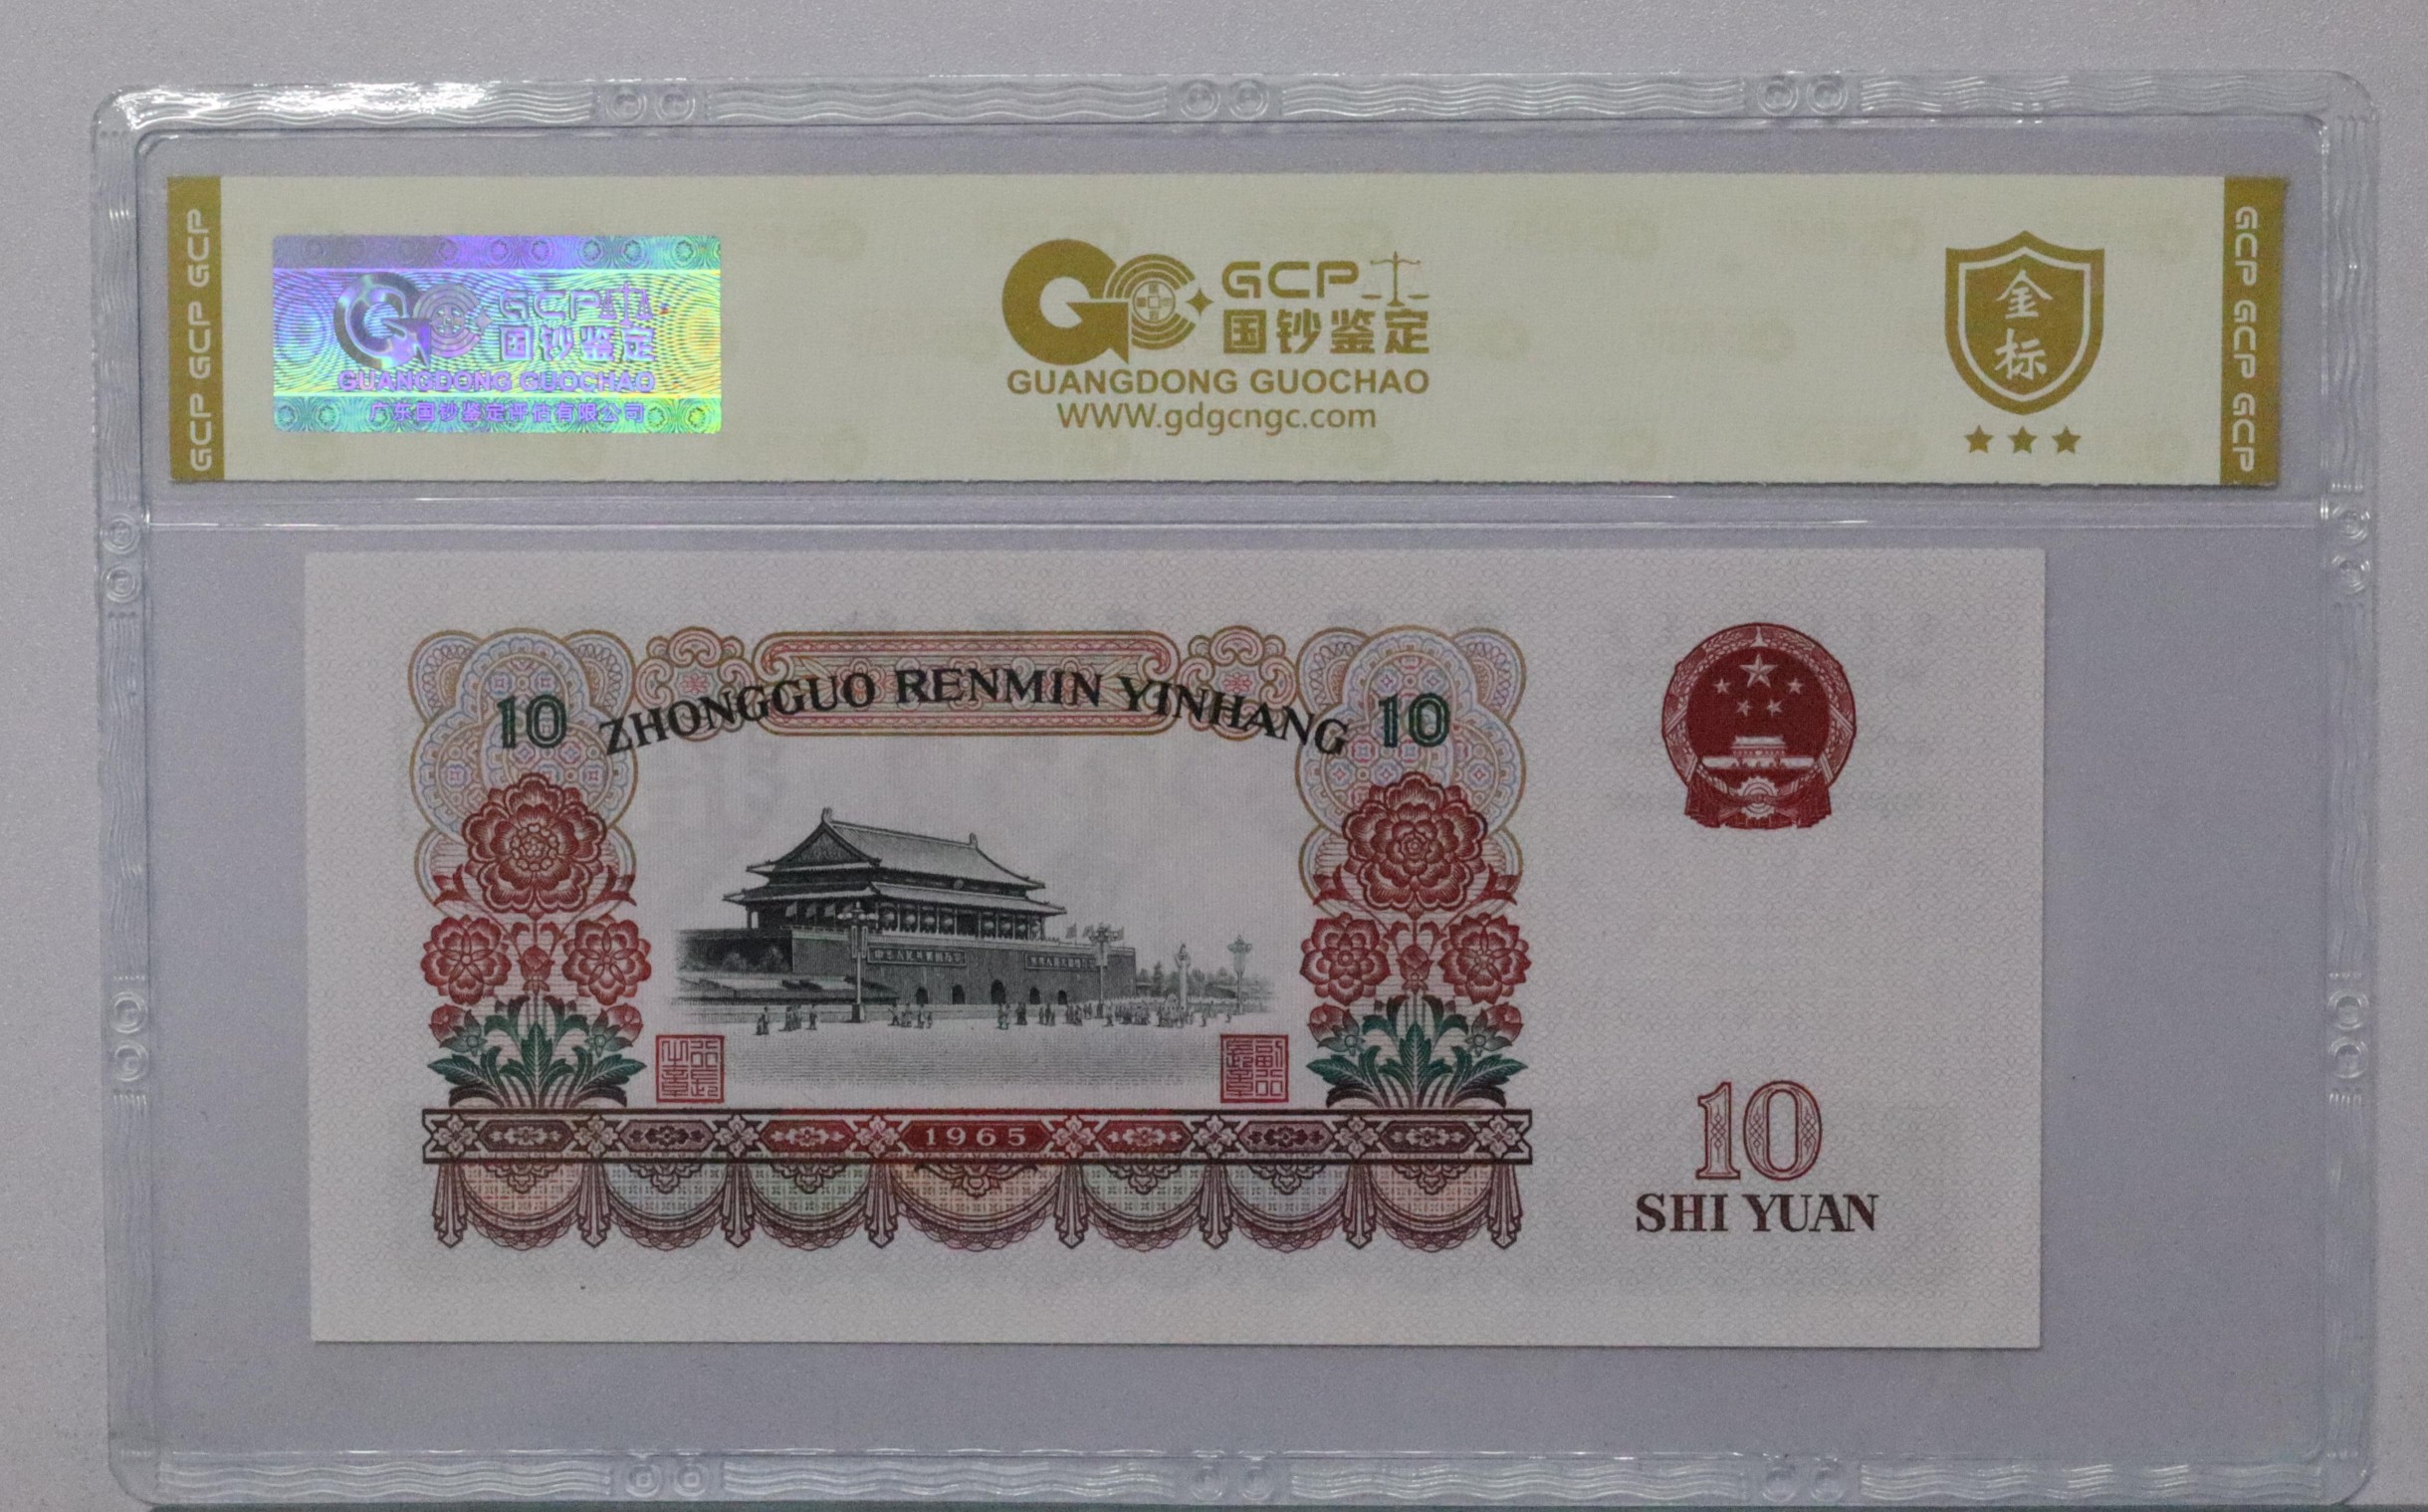 GCP GCP GCP
GCP
国钞鉴定
GUANGDONG GUOCHAO
广东国钞鉴定评估有限公司
GCP
国钞鉴定
GUANGDONG GUOCHAO
WWW.gdgcngc.com
金
标
GCP GCP GCP
10 ZHONGGUO RENMIN YINHANG 10
1965
10
SHI YUAN